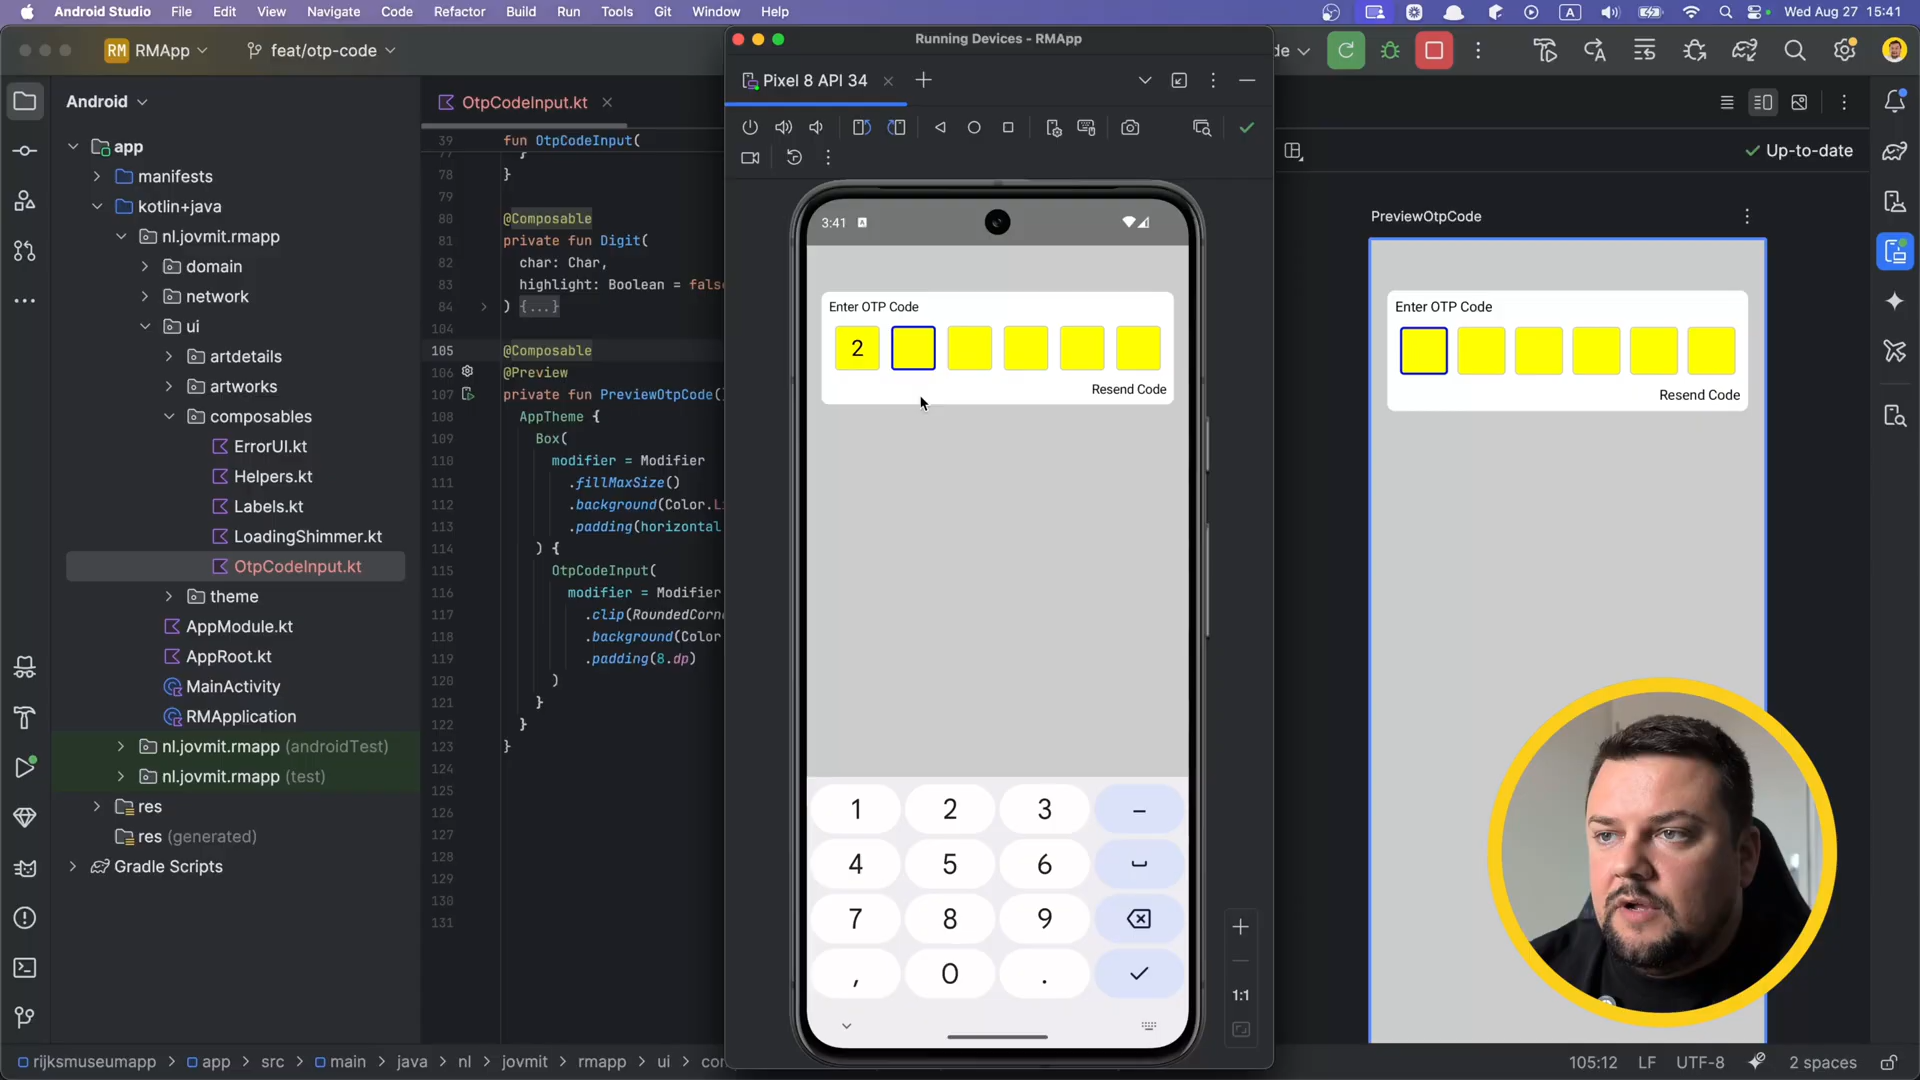 Android Studio File Edit View Navigate Code Refactor Build Run Tools Git Window Help
A Wed Aug 27 15:41
RM RMApp feat/otp-code
Running Devices - RMApp
de
Android
OtpCodeInput.kt
Pixel 8 API 34
Up-to-date
app
manifests
kotlin+java
nl.jovmit.rmapp
domain
network
ui
artdetails
artworks
composables
ErrorUI.kt
Helpers.kt
Labels.kt
LoadingShimmer.kt
OtpCodeInput.kt
theme
AppModule.kt
AppRoot.kt
MainActivity
RMApplication
nl.jovmit.rmapp (androidTest)
nl.jovmit.rmapp (test)
res
res (generated)
Gradle Scripts
39 fun OtpCodeInput(
77 }
78 }
79
80 @Composable
81 private fun Digit(
82 char: Char,
83 highlight: Boolean = fals
84 ) {...}
104
105 @Composable
106 @Preview
107 private fun PreviewOtpCode(
108 AppTheme {
109 Box(
110 modifier = Modifier
111 .fillMaxSize()
112 .background(Color.Li
113 .padding(horizontal
114 ) {
115 OtpCodeInput(
116 modifier = Modifier
117 .clip(RoundedCorn
118 .background(Color
119 .padding(8.dp)
120 )
121 }
122 }
123 }
124
125
126
127
128
129
130
131
3:41
Enter OTP Code
2
Resend Code
1 2 3 –
4 5 6
7 8 9
, 0 .
1:1
PreviewOtpCode
Enter OTP Code
Resend Code
rijksmuseumapp > app > src > main > java > nl > jovmit > rmapp > ui > con
105:12 LF UTF-8 2 spaces